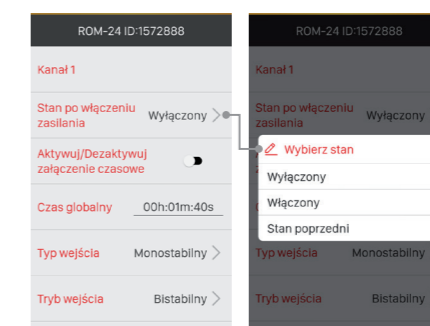 ROM-24 ID:1572888
Kanał 1
Stan po włączeniu
zasilania
Wyłączony
Aktywuj/Dezaktywuj
załączenie czasowe
Czas globalny
00h:01m:40s
Typ wejścia
Monostabilny
Tryb wejścia
Bistabilny
ROM-24 ID:1572888
Kanał 1
Stan po włączeniu
zasilania
Wyłączony
Wybierz stan
Wyłączony
Włączony
Stan poprzedni
Typ wejścia
Monostabilny
Tryb wejścia
Bistabilny